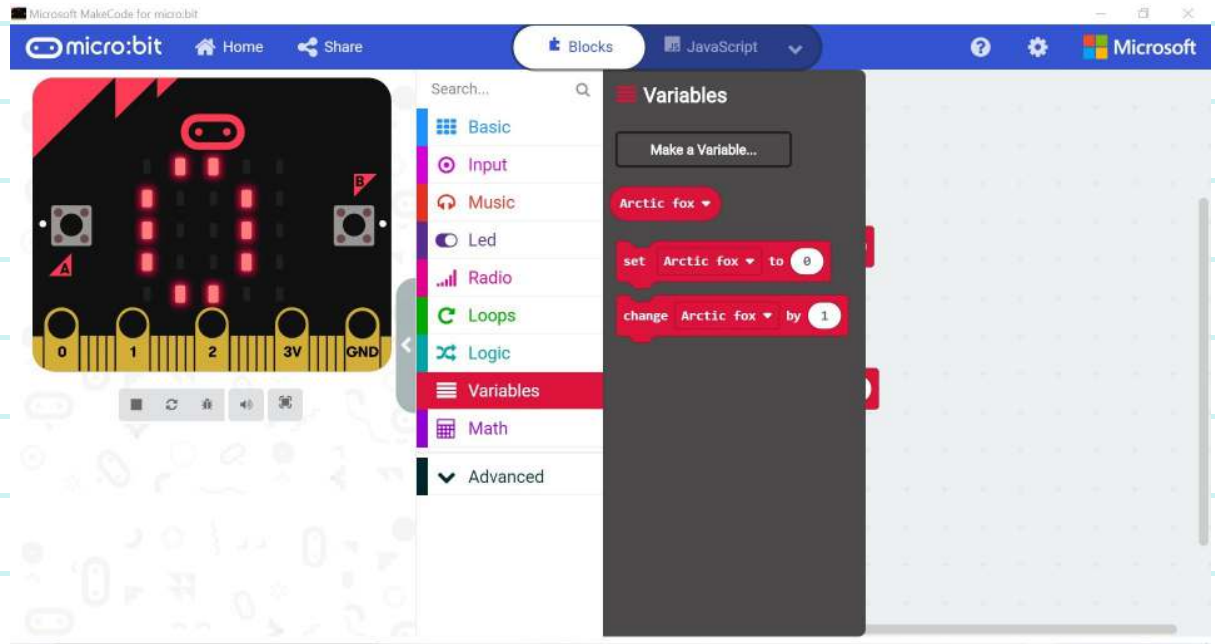 Microsoft MakeCode for micro:bit
micro:bit Home Share Blocks JavaScript Microsoft
B
A
0 1 2 3V GND
Search...
Basic
Input
Music
Led
Radio
Loops
Logic
Variables
Math
Advanced
Variables
Make a Variable...
Arctic fox
set Arctic fox to 0
change Arctic fox by 1